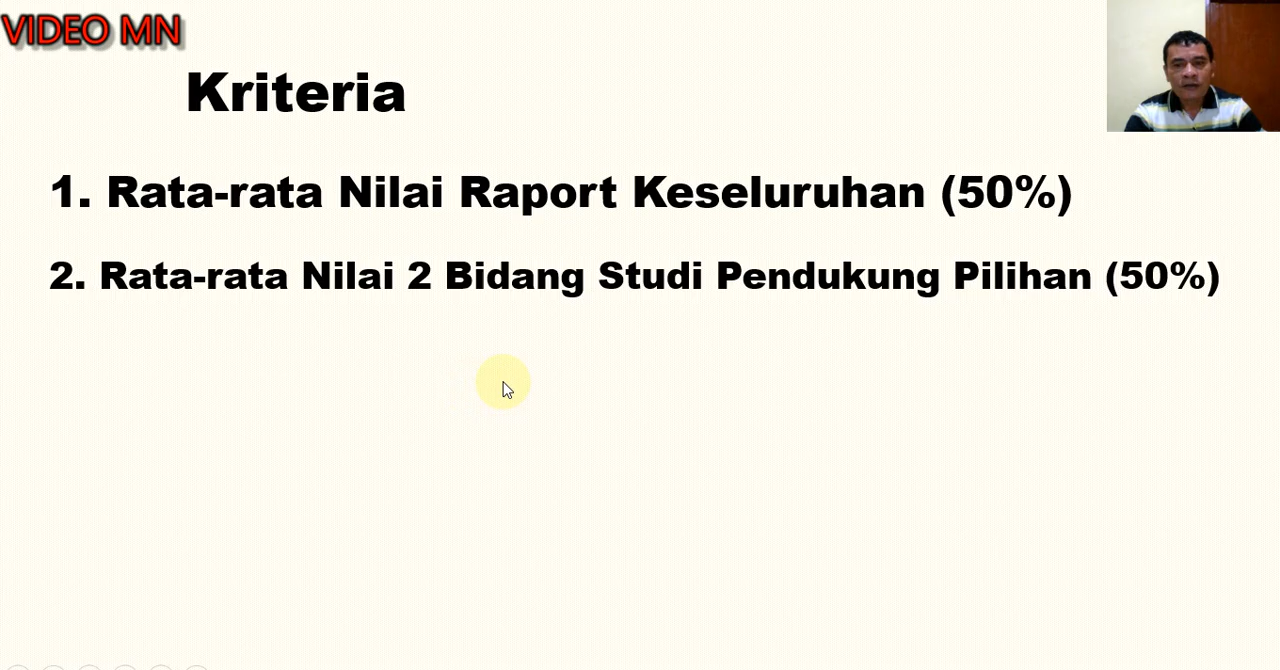 VIDEO MN
Kriteria
1. Rata-rata Nilai Raport Keseluruhan (50%)
2. Rata-rata Nilai 2 Bidang Studi Pendukung Pilihan (50%)